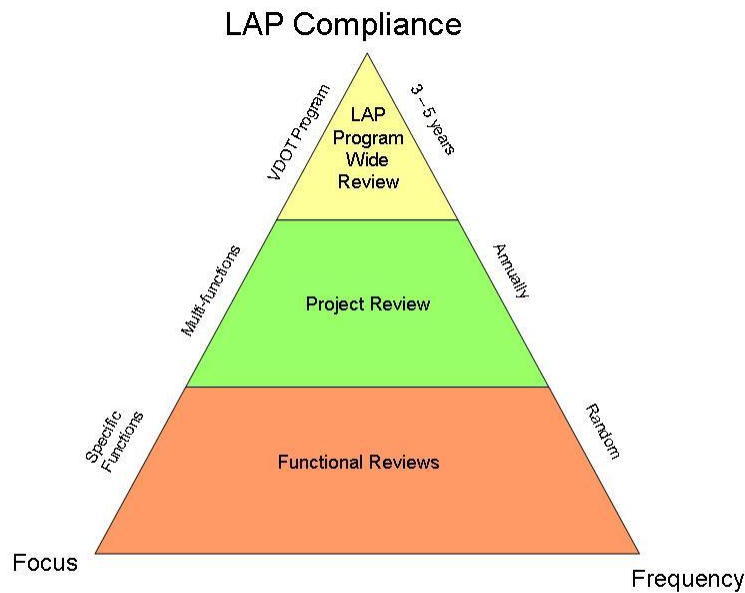 LAP Compliance
VDOT Program
3 – 5 years
LAP
Program
Wide
Review
Multi-functions
Annually
Project Review
Specific
Functions
Random
Functional Reviews
Focus
Frequency